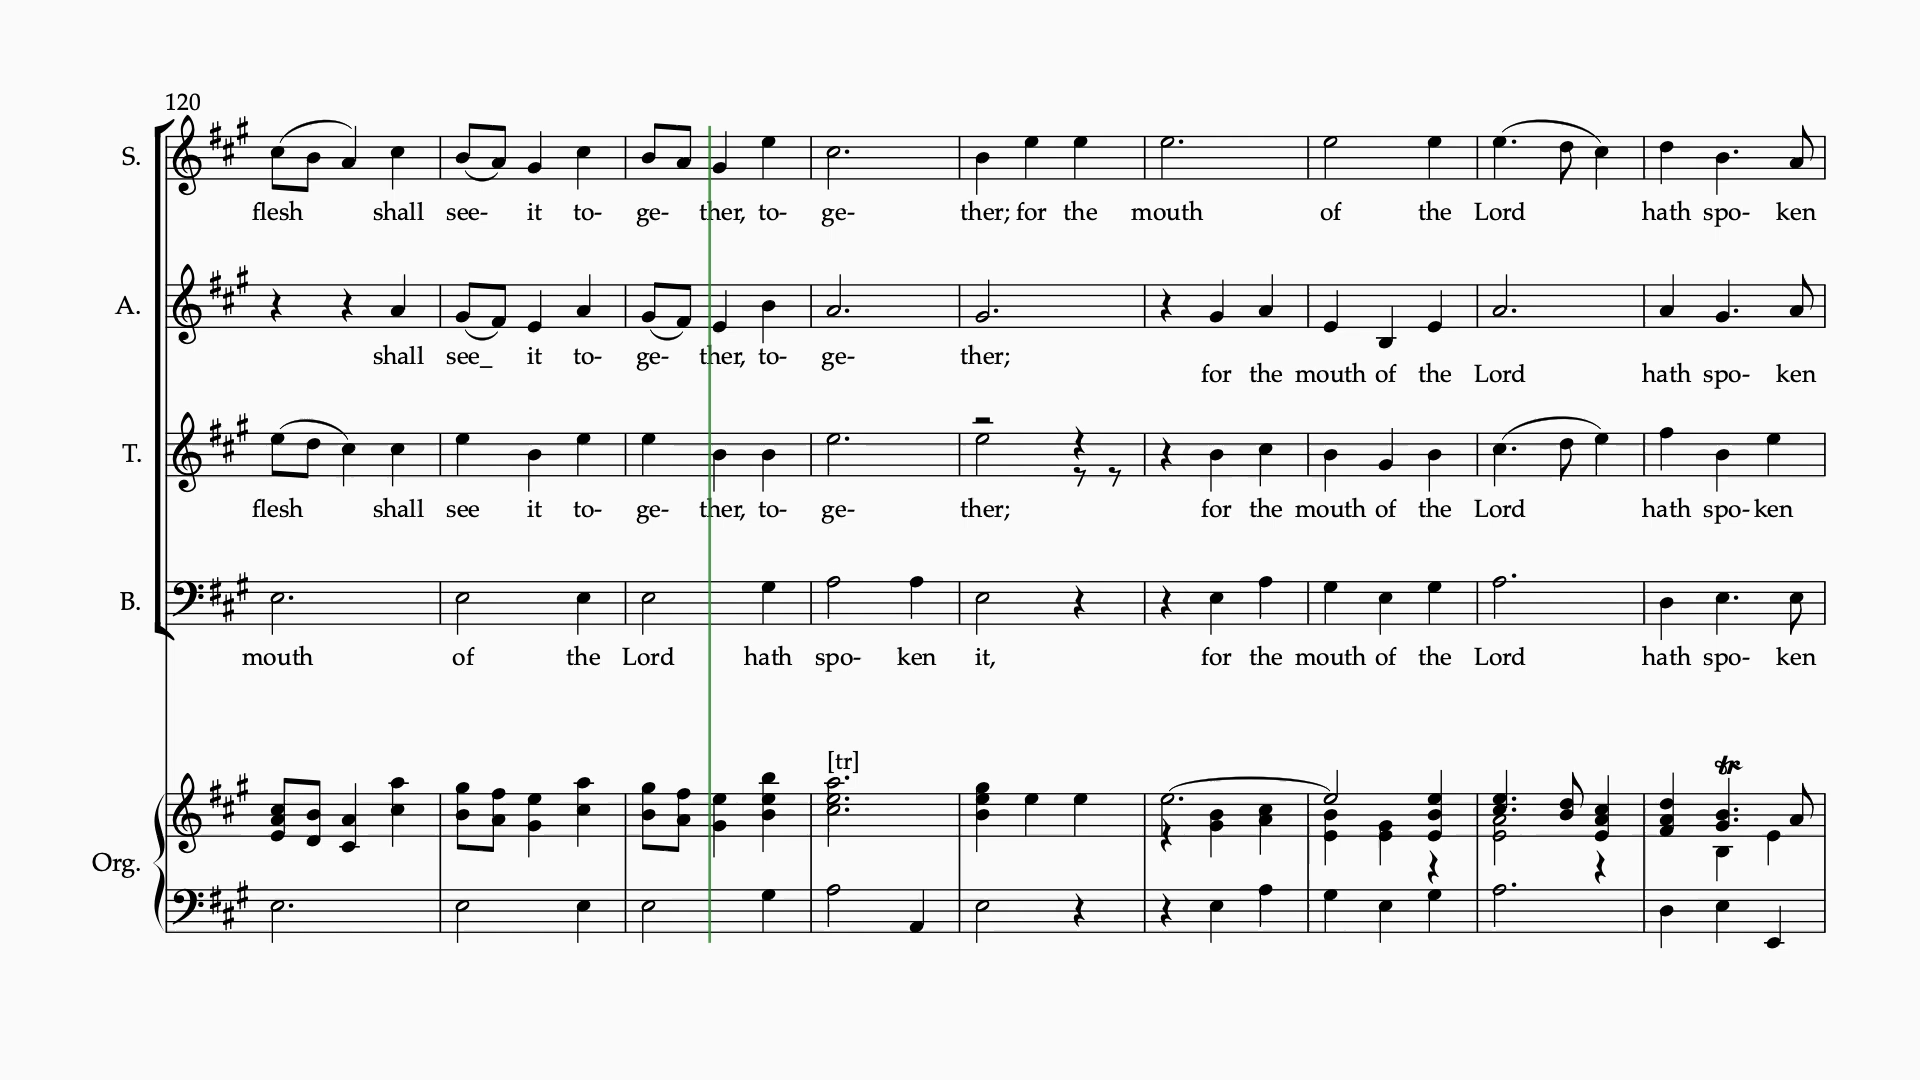 120
S.
flesh shall see- it to- ge- ther, to- ge- ther; for the mouth of the Lord hath spo- ken
A.
shall see_ it to- ge- ther, to- ge- ther;
for the mouth of the Lord hath spo- ken
T.
flesh shall see it to- ge- ther, to- ge- ther; for the mouth of the Lord hath spo- ken
B.
mouth of the Lord hath spo- ken it, for the mouth of the Lord hath spo- ken
[tr]
tr
Org.